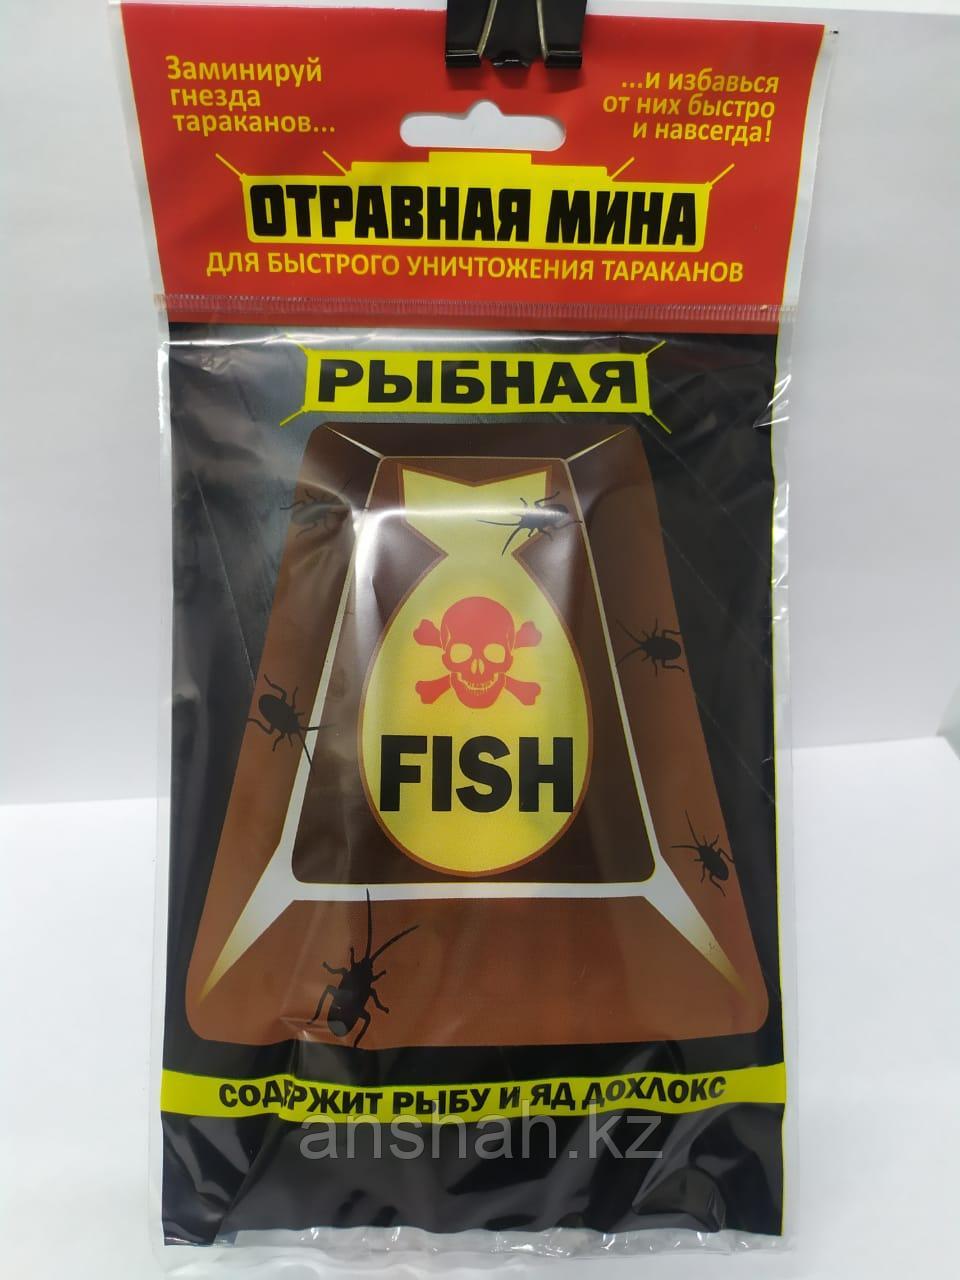 Заминируй
гнезда
тараканов...
...и избавься
от них быстро
и навсегда!
ОТРАВНАЯ МИНА
ДЛЯ БЫСТРОГО УНИЧТОЖЕНИЯ ТАРАКАНОВ
РЫБНАЯ
FISH
СОДЕРЖИТ РЫБУ И ЯД ДОХЛОКС
anshah.kz